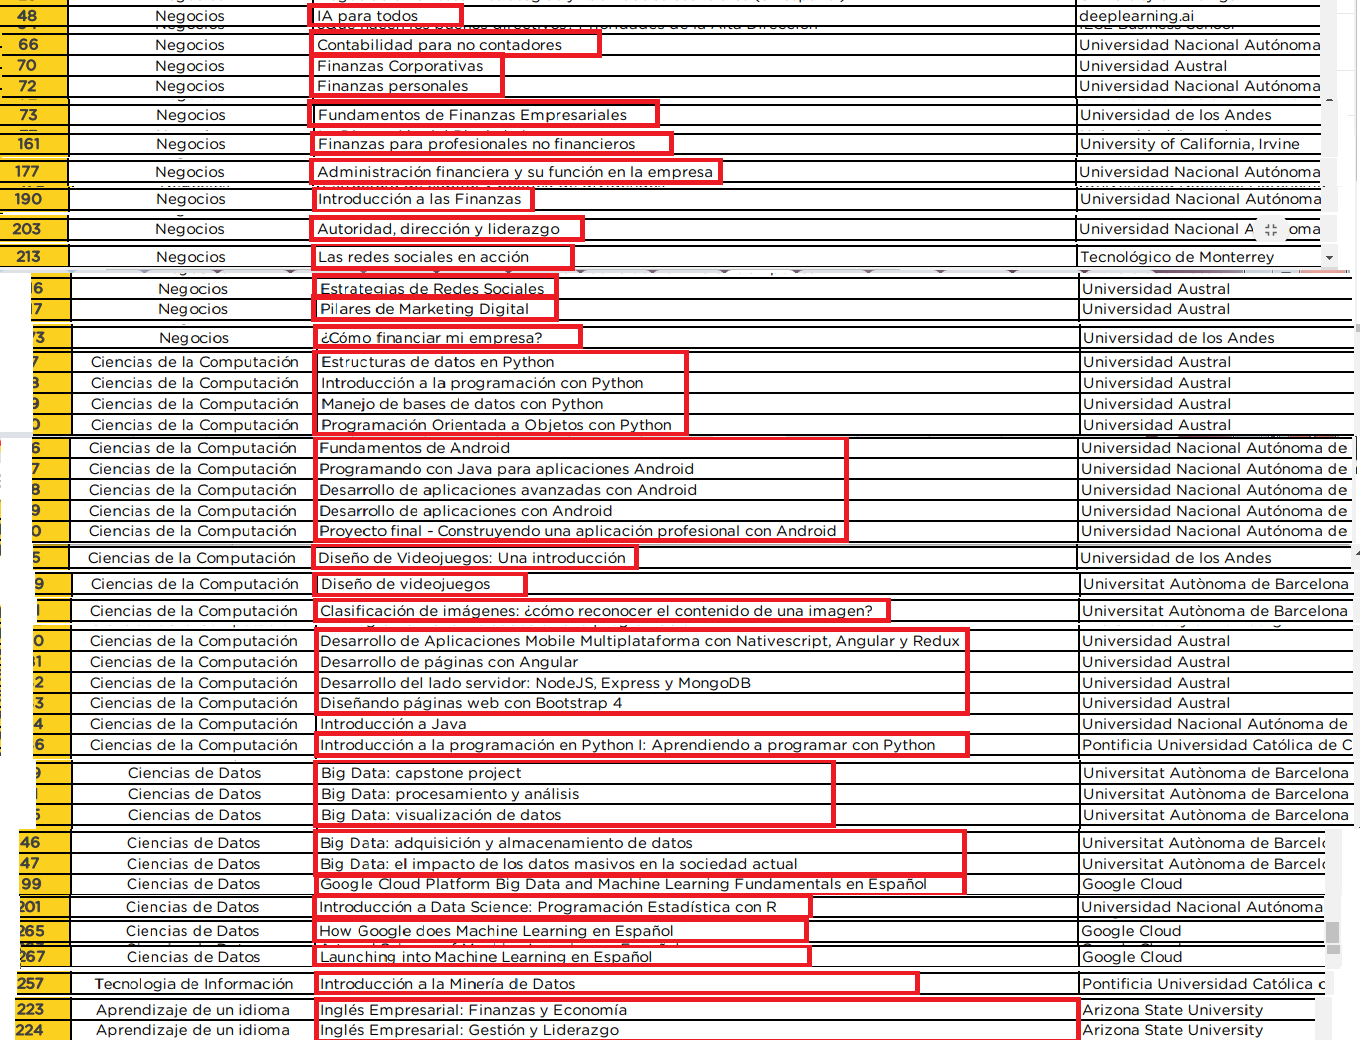 48 Negocios IA para todos deeplearning.ai
66 Negocios Contabilidad para no contadores Universidad Nacional Autónoma
70 Negocios Finanzas Corporativas Universidad Austral
72 Negocios Finanzas personales Universidad Nacional Autónoma
73 Negocios Fundamentos de Finanzas Empresariales Universidad de los Andes
161 Negocios Finanzas para profesionales no financieros University of California, Irvine
177 Negocios Administración financiera y su función en la empresa Universidad Nacional Autónoma
190 Negocios Introducción a las Finanzas Universidad Nacional Autónoma
203 Negocios Autoridad, dirección y liderazgo Universidad Nacional A oma
213 Negocios Las redes sociales en acción Tecnológico de Monterrey
6 Negocios Estrategias de Redes Sociales Universidad Austral
7 Negocios Pilares de Marketing Digital Universidad Austral
73 Negocios ¿Cómo financiar mi empresa? Universidad de los Andes
7 Ciencias de la Computación Estructuras de datos en Python Universidad Austral
8 Ciencias de la Computación Introducción a la programación con Python Universidad Austral
9 Ciencias de la Computación Manejo de bases de datos con Python Universidad Austral
0 Ciencias de la Computación Programación Orientada a Objetos con Python Universidad Austral
6 Ciencias de la Computación Fundamentos de Android Universidad Nacional Autónoma de
7 Ciencias de la Computación Programando con Java para aplicaciones Android Universidad Nacional Autónoma de
8 Ciencias de la Computación Desarrollo de aplicaciones avanzadas con Android Universidad Nacional Autónoma de
9 Ciencias de la Computación Desarrollo de aplicaciones con Android Universidad Nacional Autónoma de
0 Ciencias de la Computación Proyecto final - Construyendo una aplicación profesional con Android Universidad Nacional Autónoma de
5 Ciencias de la Computación Diseño de Videojuegos: Una introducción Universidad de los Andes
9 Ciencias de la Computación Diseño de videojuegos Universitat Autònoma de Barcelona
1 Ciencias de la Computación Clasificación de imágenes: ¿cómo reconocer el contenido de una imagen? Universitat Autònoma de Barcelona
0 Ciencias de la Computación Desarrollo de Aplicaciones Mobile Multiplataforma con Nativescript, Angular y Redux Universidad Austral
31 Ciencias de la Computación Desarrollo de páginas con Angular Universidad Austral
2 Ciencias de la Computación Desarrollo del lado servidor: NodeJS, Express y MongoDB Universidad Austral
3 Ciencias de la Computación Diseñando páginas web con Bootstrap 4 Universidad Austral
4 Ciencias de la Computación Introducción a Java Universidad Nacional Autónoma de
6 Ciencias de la Computación Introducción a la programación en Python I: Aprendiendo a programar con Python Pontificia Universidad Católica de C
9 Ciencias de Datos Big Data: capstone project Universitat Autònoma de Barcelona
Ciencias de Datos Big Data: procesamiento y análisis Universitat Autònoma de Barcelona
Ciencias de Datos Big Data: visualización de datos Universitat Autònoma de Barcelona
46 Ciencias de Datos Big Data: adquisición y almacenamiento de datos Universitat Autònoma de Barcelo
47 Ciencias de Datos Big Data: el impacto de los datos masivos en la sociedad actual Universitat Autònoma de Barcelo
99 Ciencias de Datos Google Cloud Platform Big Data and Machine Learning Fundamentals en Español Google Cloud
201 Ciencias de Datos Introducción a Data Science: Programación Estadística con R Universidad Nacional Autónoma
265 Ciencias de Datos How Google does Machine Learning en Español Google Cloud
267 Ciencias de Datos Launching into Machine Learning en Español Google Cloud
257 Tecnologia de Información Introducción a la Minería de Datos Pontificia Universidad Católica c
223 Aprendizaje de un idioma Inglés Empresarial: Finanzas y Economía Arizona State University
224 Aprendizaje de un idioma Inglés Empresarial: Gestión y Liderazgo Arizona State University